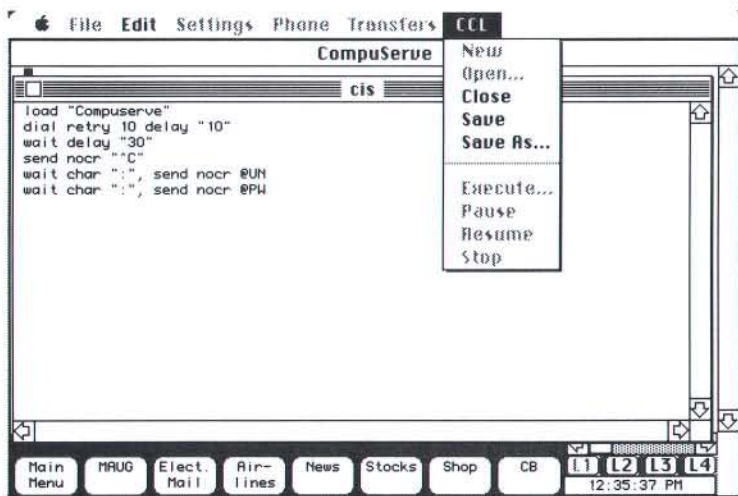 File Edit Settings Phone Transfers CCL
CompuServe
New
Open...
Close
Save
Save As...
Execute...
Pause
Resume
Stop
cis
load "Compuserve"
dial retry 10 delay "10"
wait delay "30"
send nocr "^C"
wait char ":", send nocr @UN
wait char ":", send nocr @PW
Main Menu
MAUG
Elect. Mail
Air-lines
News
Stocks
Shop
CB
L1 L2 L3 L4
12:35:37 PM